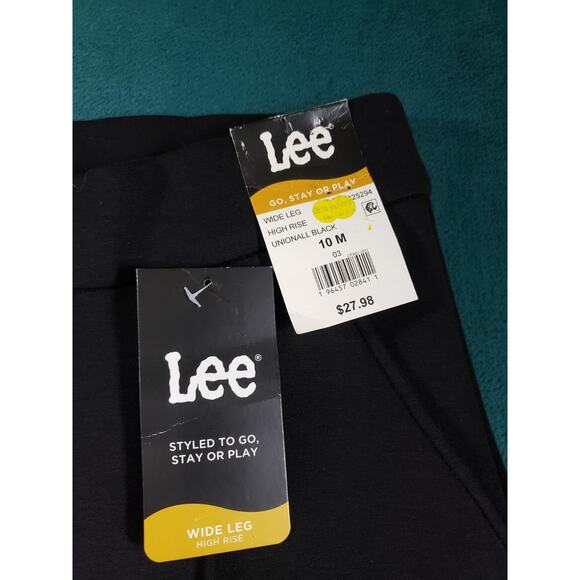 Lee®
GO, STAY OR PLAY
WIDE LEG
25294
HIGH RISE
UNIONALL BLACK
10 M
03
1 96457 02841 1
$27.98
Lee®
STYLED TO GO,
STAY OR PLAY
WIDE LEG
HIGH RISE